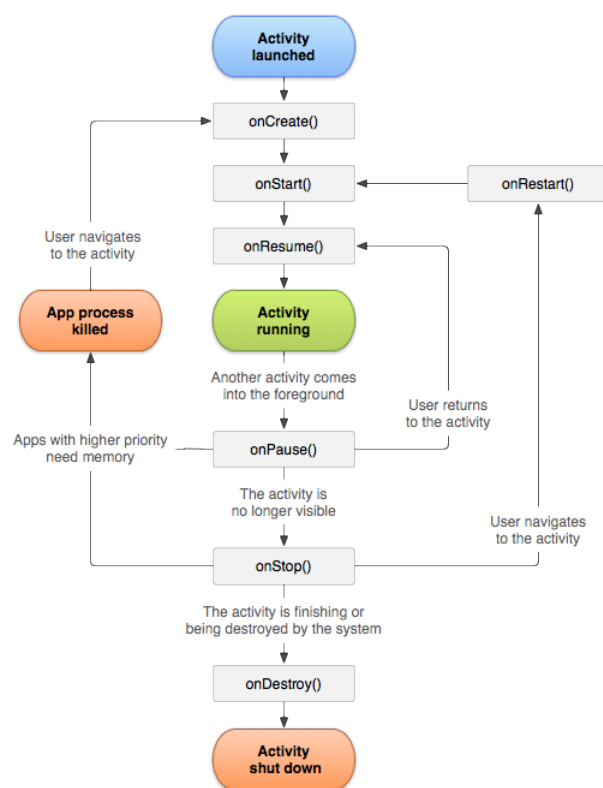 Activity
launched
onCreate()
onStart()
onRestart()
User navigates
to the activity
onResume()
App process
killed
Activity
running
Another activity comes
into the foreground
User returns
to the activity
Apps with higher priority
need memory
onPause()
The activity is
no longer visible
User navigates
to the activity
onStop()
The activity is finishing or
being destroyed by the system
onDestroy()
Activity
shut down